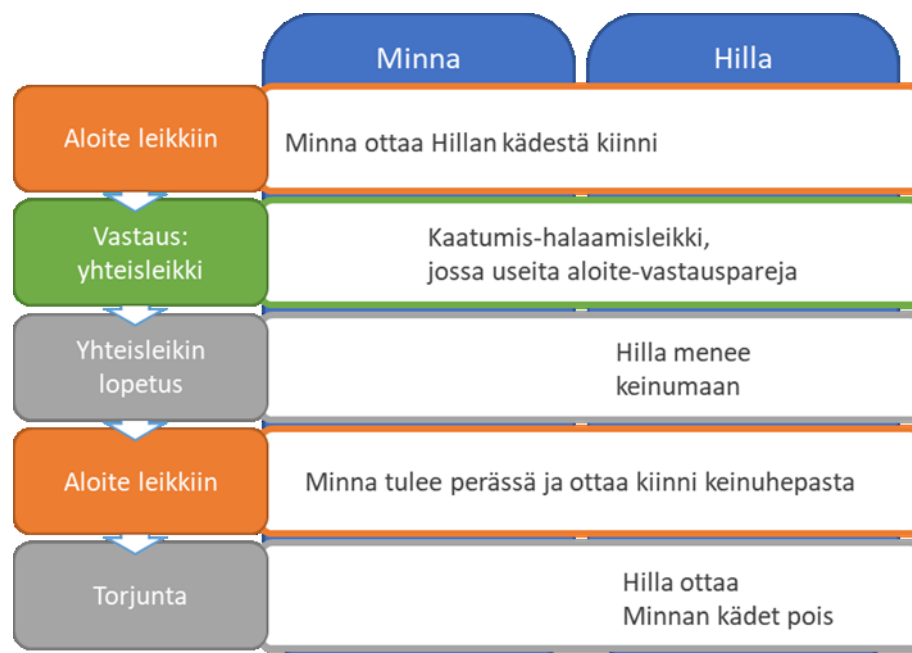 Minna
Hilla
Aloite leikkiin
Minna ottaa Hillan kädestä kiinni
Vastaus:
yhteisleikki
Kaatumis-halaamisleikki,
jossa useita aloite-vastauspareja
Yhteisleikin
lopetus
Hilla menee
keinumaan
Aloite leikkiin
Minna tulee perässä ja ottaa kiinni keinuhepasta
Torjunta
Hilla ottaa
Minnan kädet pois